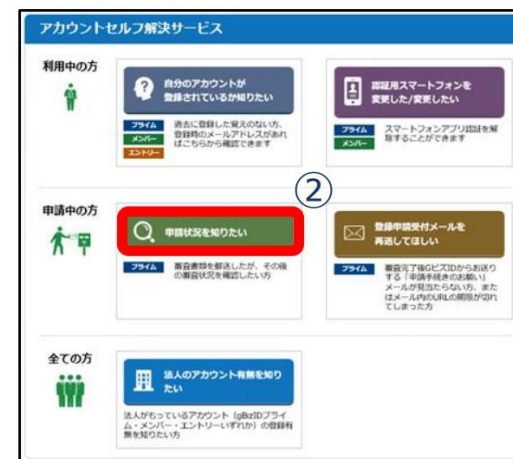 アカウントセルフ解決サービス
利用中の方
自分のアカウントが
登録されているか知りたい
プライム
メンバー
エントリー
過去に登録した覚えのない方、
登録時のメールアドレスがあれ
ばこちらから確認できます
認証用スマートフォンを
変更した/変更したい
プライム
メンバー
スマートフォンアプリ認証を解
除することができます
②
申請中の方
申請状況を知りたい
プライム
審査書類を郵送したが、その後
の審査状況を確認したい方
登録申請受付メールを
再送してほしい
プライム
審査完了後GビズIDからお送り
する「申請手続きのお願い」
メールが見当たらない方、また
はメール内のURLの期限が切れ
てしまった方
全ての方
法人のアカウント有無を知り
たい
法人がもっているアカウント（gBizIDプライ
ム・メンバー・エントリーいずれか）の登録有
無を知りたい方